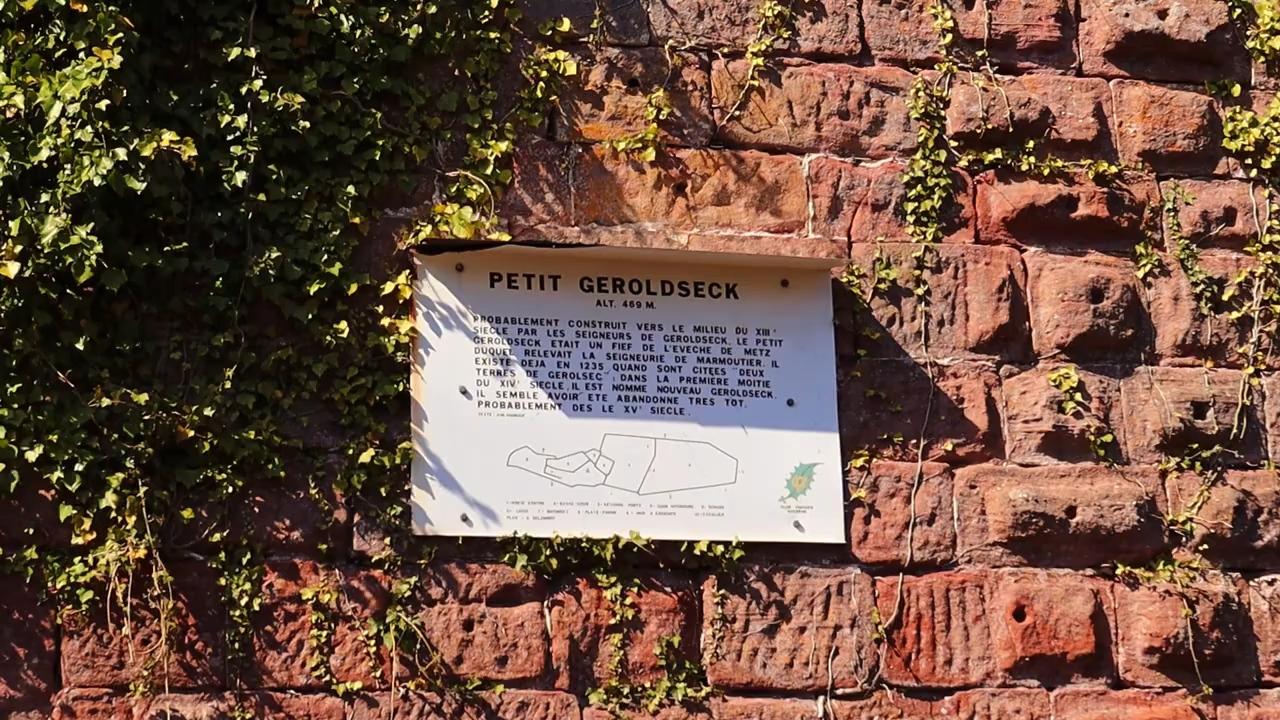 PETIT GEROLDSECK
ALT. 469 M.
PROBABLEMENT CONSTRUIT VERS LE MILIEU DU XIIIᵉ
SIECLE PAR LES SEIGNEURS DE GEROLDSECK, LE PETIT
GEROLDSECK ETAIT UN FIEF DE L'EVECHE DE METZ
DUQUEL RELEVAIT LA SEIGNEURIE DE MARMOUTIER. IL
EXISTE DEJA EN 1235 QUAND SONT CITEES "DEUX
TERRES DE GEROLSEC"; DANS LA PREMIERE MOITIE
DU XIVᵉ SIECLE, IL EST NOMME NOUVEAU GEROLDSECK.
IL SEMBLE AVOIR ETE ABANDONNE TRES TOT,
PROBABLEMENT DES LE XVᵉ SIECLE.